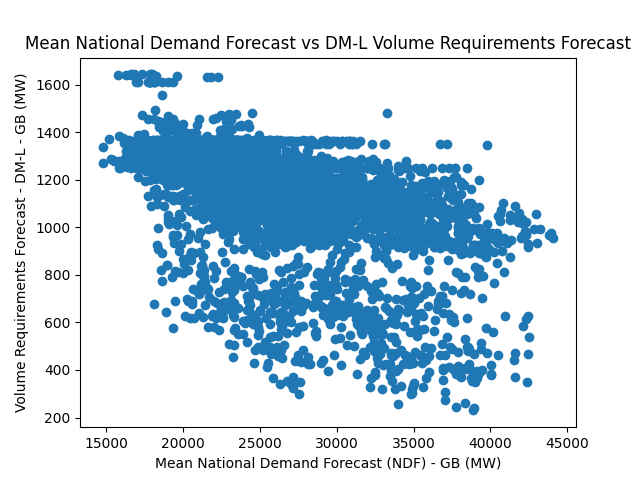 Mean National Demand Forecast vs DM-L Volume Requirements Forecast
1600
1400
1200
1000
800
600
400
200
Volume Requirements Forecast - DM-L - GB (MW)
15000 20000 25000 30000 35000 40000 45000
Mean National Demand Forecast (NDF) - GB (MW)